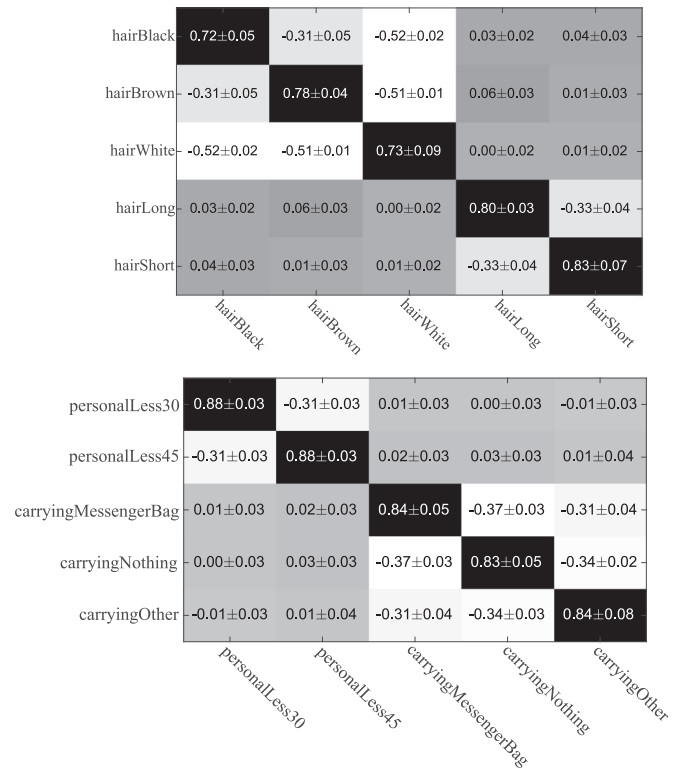 hairBlack 0.72±0.05 -0.31±0.05 -0.52±0.02 0.03±0.02 0.04±0.03
hairBrown -0.31±0.05 0.78±0.04 -0.51±0.01 0.06±0.03 0.01±0.03
hairWhite -0.52±0.02 -0.51±0.01 0.73±0.09 0.00±0.02 0.01±0.02
hairLong 0.03±0.02 0.06±0.03 0.00±0.02 0.80±0.03 -0.33±0.04
hairShort 0.04±0.03 0.01±0.03 0.01±0.02 -0.33±0.04 0.83±0.07
hairBlack hairBrown hairWhite hairLong hairShort
personalLess30 0.88±0.03 -0.31±0.03 0.01±0.03 0.00±0.03 -0.01±0.03
personalLess45 -0.31±0.03 0.88±0.03 0.02±0.03 0.03±0.03 0.01±0.04
carryingMessengerBag 0.01±0.03 0.02±0.03 0.84±0.05 -0.37±0.03 -0.31±0.04
carryingNothing 0.00±0.03 0.03±0.03 -0.37±0.03 0.83±0.05 -0.34±0.02
carryingOther -0.01±0.03 0.01±0.04 -0.31±0.04 -0.34±0.03 0.84±0.08
personalLess30 personalLess45 carryingMessengerBag carryingNothing carryingOther